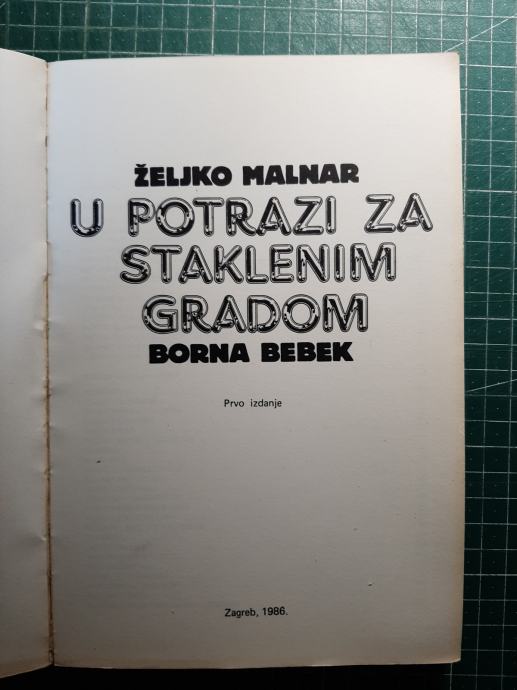 ŽELJKO MALNAR
U POTRAZI ZA
STAKLENIM
GRADOM
BORNA BEBEK
Prvo izdanje
Zagreb, 1986.